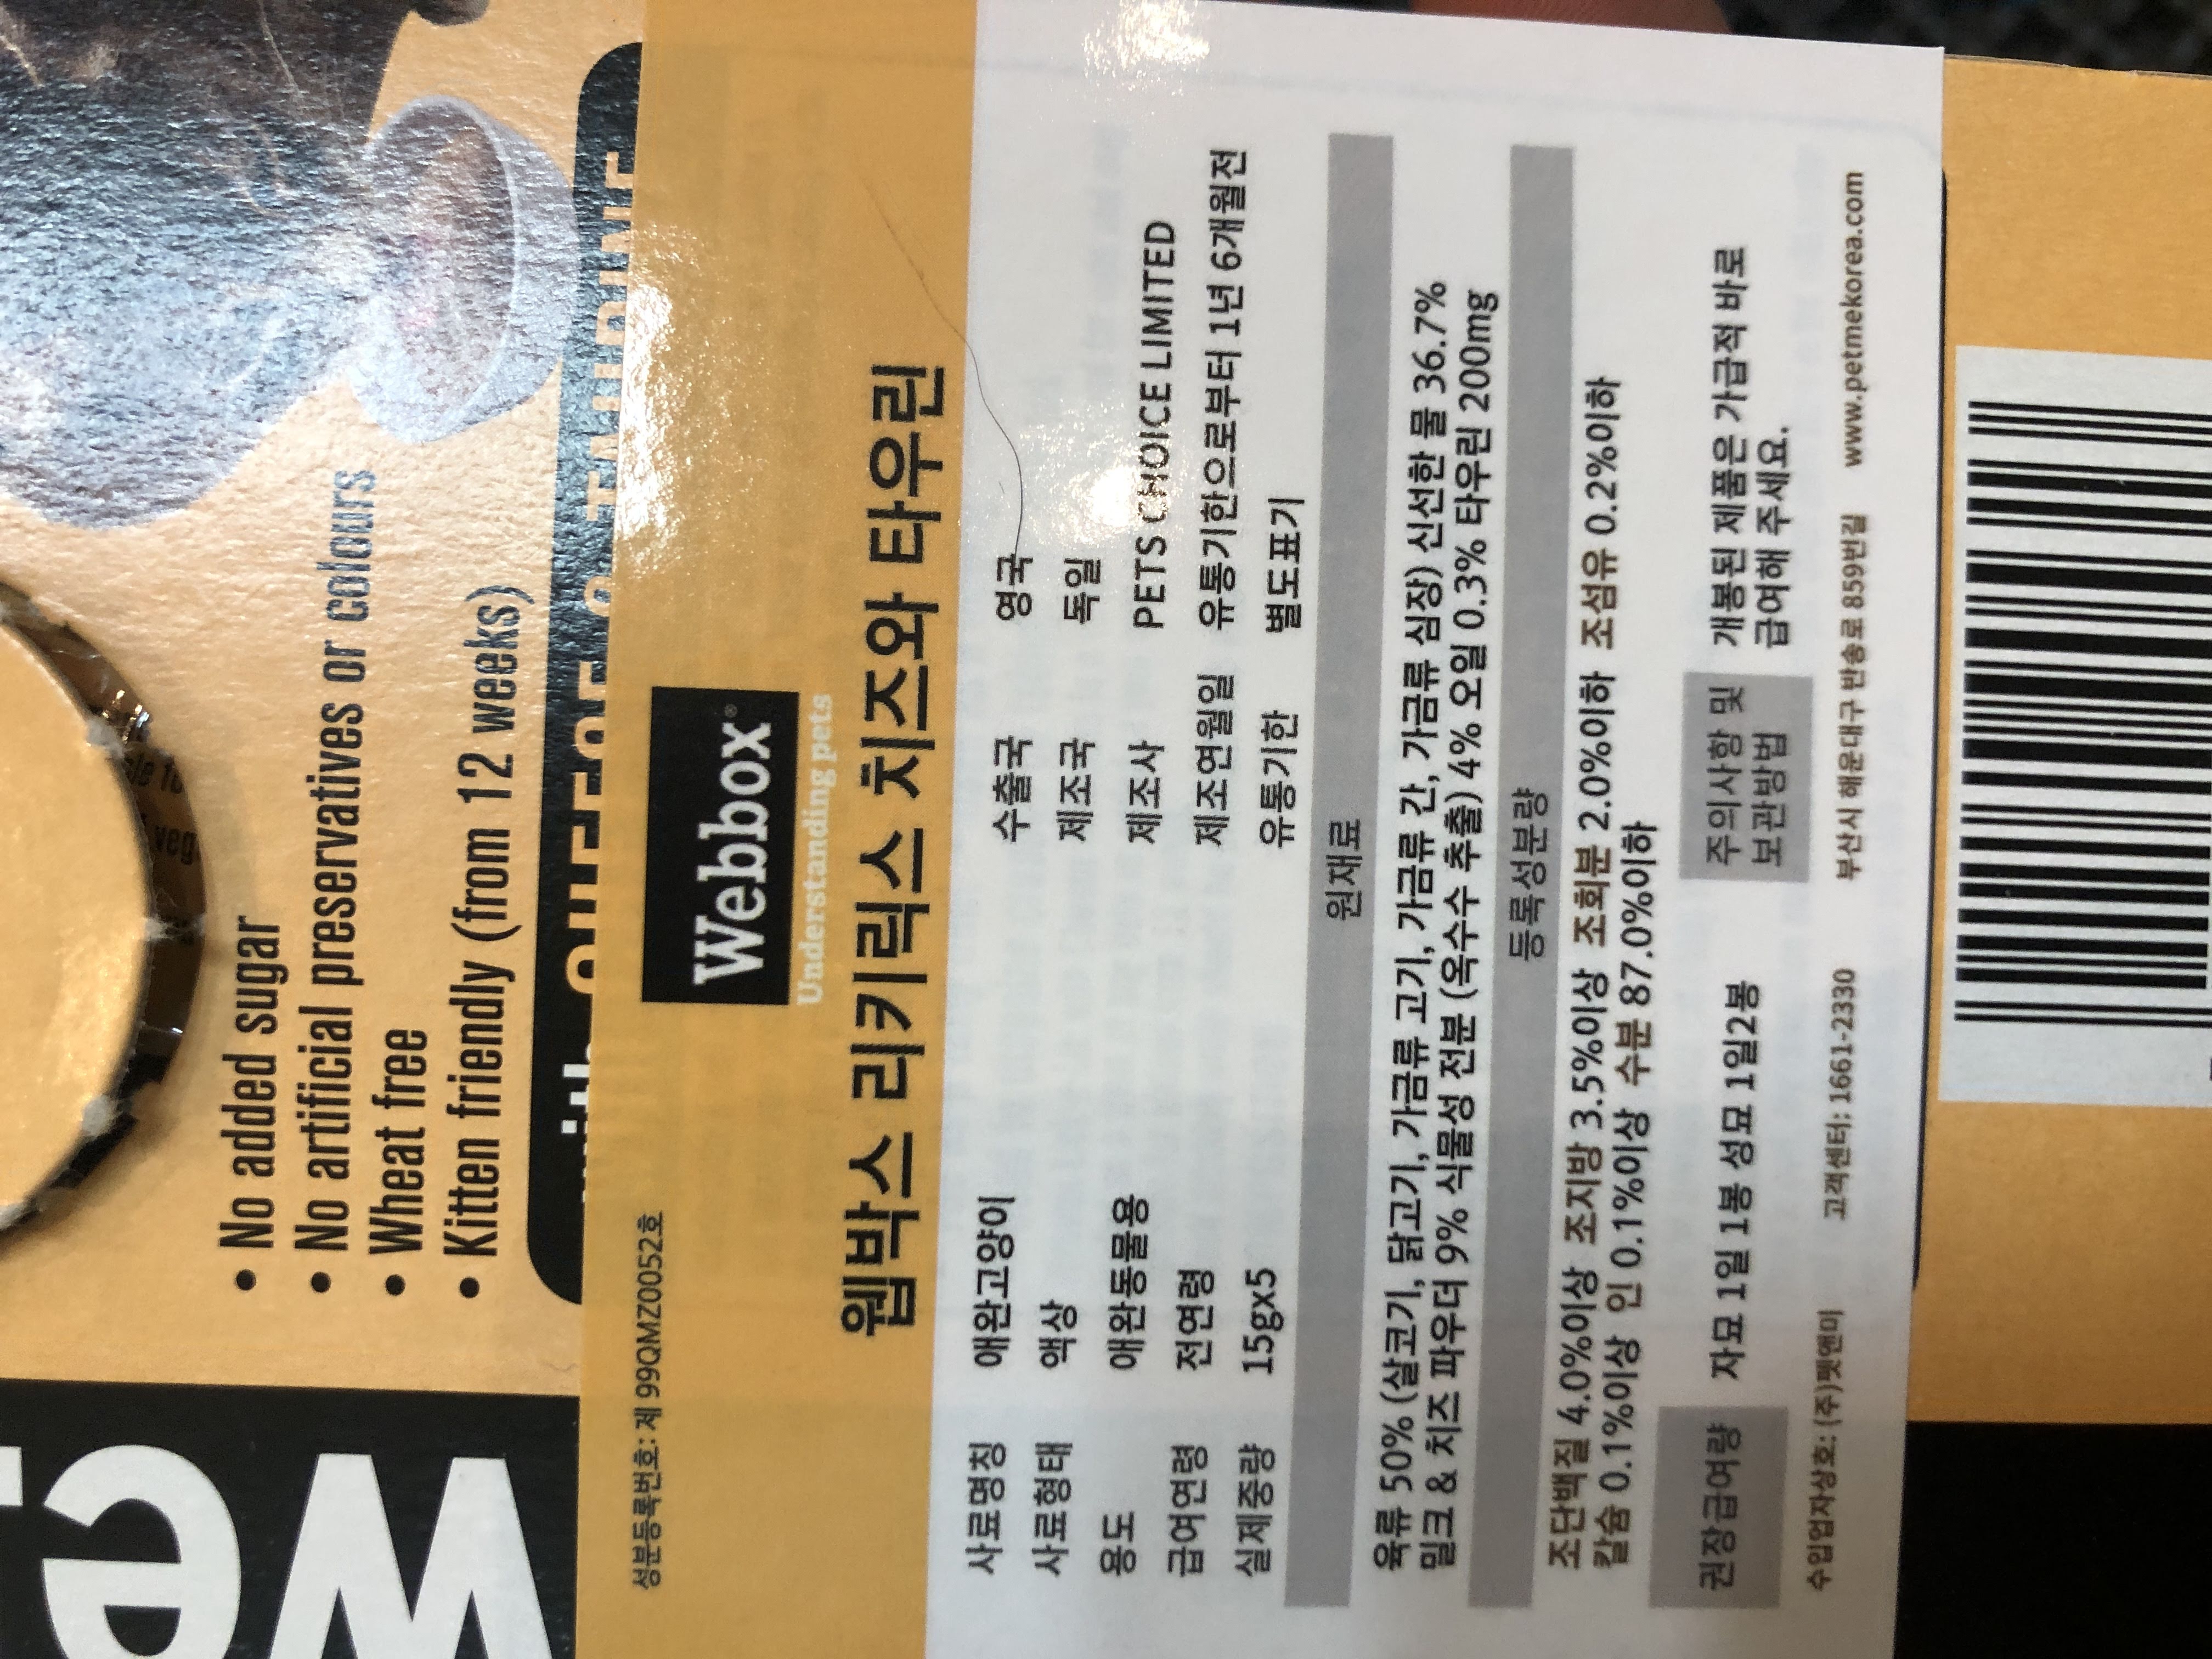 we.
• No added sugar
• No artificial preservatives or colours
• Wheat free
• Kitten friendly (from 12 weeks)
with CHEESE & TAURINE
성분등록번호: 제 99QMZ0052호
Webbox®
Understanding pets
웹박스 리키릭스 치즈와 타우린
사료명칭 애완고양이
사료형태 액상
용도 애완동물용
급여연령 전연령
실제중량 15gx5
수출국 영국
제조국 독일
제조사 PETS CHOICE LIMITED
제조연월일 유통기한으로부터 1년 6개월전
유통기한 별도표기
원재료
육류 50% (살코기, 닭고기, 가금류 고기, 가금류 간, 가금류 심장) 신선한 물 36.7%
밀크 & 치즈 파우더 9% 식물성 전분 (옥수수 추출) 4% 오일 0.3% 타우린 200mg
등록성분량
조단백질 4.0%이상 조지방 3.5%이상 조회분 2.0%이하 조섬유 0.2%이하
칼슘 0.1%이상 인 0.1%이상 수분 87.0%이하
권장급여량 자묘 1일 1봉 성묘 1일2봉
주의사항 및
보관방법
개봉된 제품은 가급적 바로
급여해 주세요.
수입업자상호: (주)펫앤미 고객센터: 1661-2330 부산시 해운대구 반송로 859번길 www.petmekorea.com